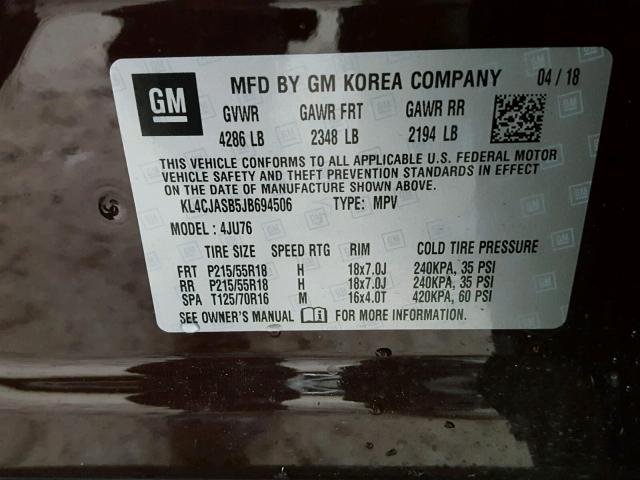 GM MFD BY GM KOREA COMPANY 04 / 18
GVWR GAWR FRT GAWR RR
4286 LB 2348 LB 2194 LB
THIS VEHICLE CONFORMS TO ALL APPLICABLE U.S. FEDERAL MOTOR
VEHICLE SAFETY AND THEFT PREVENTION STANDARDS IN EFFECT
ON THE DATE OF MANUFACTURE SHOWN ABOVE.
KL4CJASB5JB694506 TYPE: MPV
MODEL : 4JU76
TIRE SIZE SPEED RTG RIM COLD TIRE PRESSURE
FRT P215/55R18 H 18x7.0J 240KPA, 35 PSI
RR P215/55R18 H 18x7.0J 240KPA, 35 PSI
SPA T125/70R16 M 16x4.0T 420KPA, 60 PSI
SEE OWNER'S MANUAL FOR MORE INFORMATION